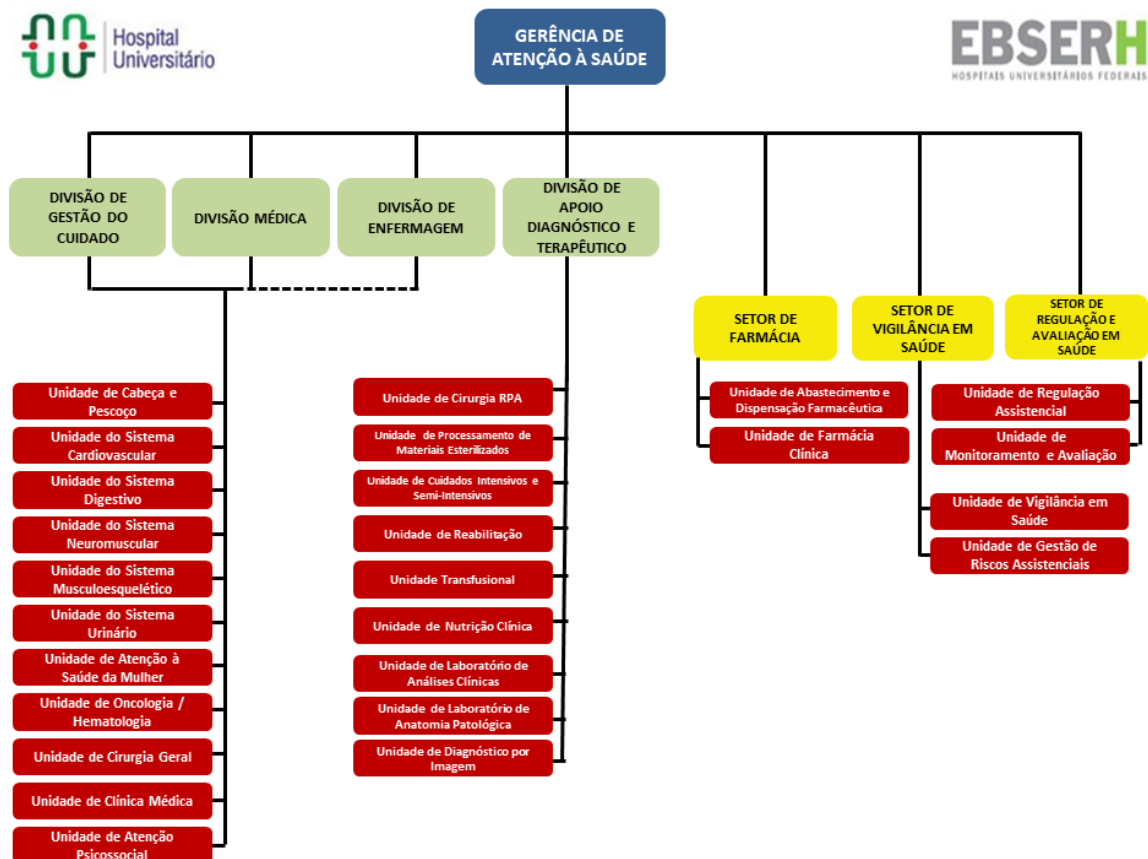 Hospital
Universitário
GERÊNCIA DE
ATENÇÃO À SAÚDE
EBSERH
HOSPITAIS UNIVERSITÁRIOS FEDERAIS
DIVISÃO DE
GESTÃO DO
CUIDADO
DIVISÃO MÉDICA
DIVISÃO DE
ENFERMAGEM
DIVISÃO DE
APOIO
DIAGNÓSTICO E
TERAPÊUTICO
SETOR DE
FARMÁCIA
SETOR DE
VIGILÂNCIA EM
SAÚDE
SETOR DE
REGULAÇÃO E
AVALIAÇÃO EM
SAÚDE
Unidade de Cabeça e
Pescoço
Unidade do Sistema
Cardiovascular
Unidade do Sistema
Digestivo
Unidade do Sistema
Neuromuscular
Unidade do Sistema
Musculoesquelético
Unidade do Sistema
Urinário
Unidade de Atenção à
Saúde da Mulher
Unidade de Oncologia /
Hematologia
Unidade de Cirurgia Geral
Unidade de Clínica Médica
Unidade de Atenção
Psicossocial
Unidade de Cirurgia RPA
Unidade de Processamento de
Materiais Esterilizados
Unidade de Cuidados Intensivos e
Semi-Intensivos
Unidade de Reabilitação
Unidade Transfusional
Unidade de Nutrição Clínica
Unidade de Laboratório de
Análises Clínicas
Unidade de Laboratório de
Anatomia Patológica
Unidade de Diagnóstico por
Imagem
Unidade de Abastecimento e
Dispensação Farmacêutica
Unidade de Farmácia
Clínica
Unidade de Regulação
Assistencial
Unidade de
Monitoramento e Avaliação
Unidade de Vigilância em
Saúde
Unidade de Gestão de
Riscos Assistenciais